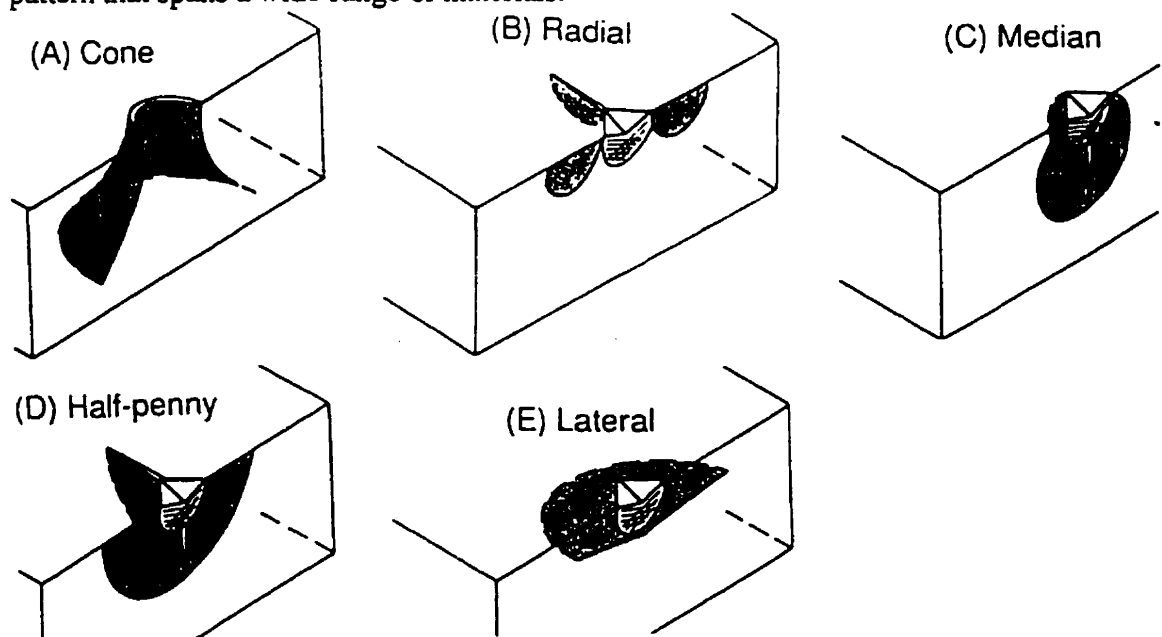 pattern that spans a wide range of materials.
(A) Cone
(B) Radial
(C) Median
(D) Half-penny
(E) Lateral